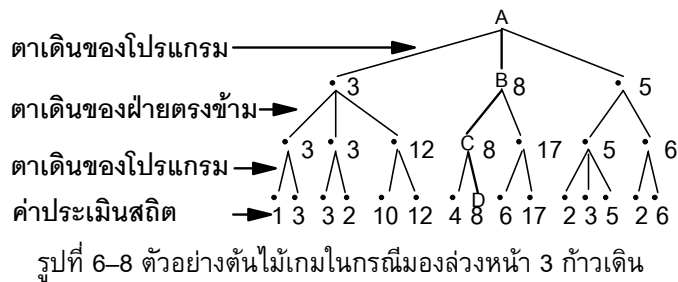 A
ตาเดินของโปรแกรม
3 B 8 5
ตาเดินของฝ่ายตรงข้าม
3 3 12 C 8 17 5 6
ตาเดินของโปรแกรม
ค่าประเมินสถิต 1 3 3 2 10 12 4 D 8 6 17 2 3 5 2 6
รูปที่ 6–8 ตัวอย่างต้นไม้เกมในกรณีมองล่วงหน้า 3 ก้าวเดิน